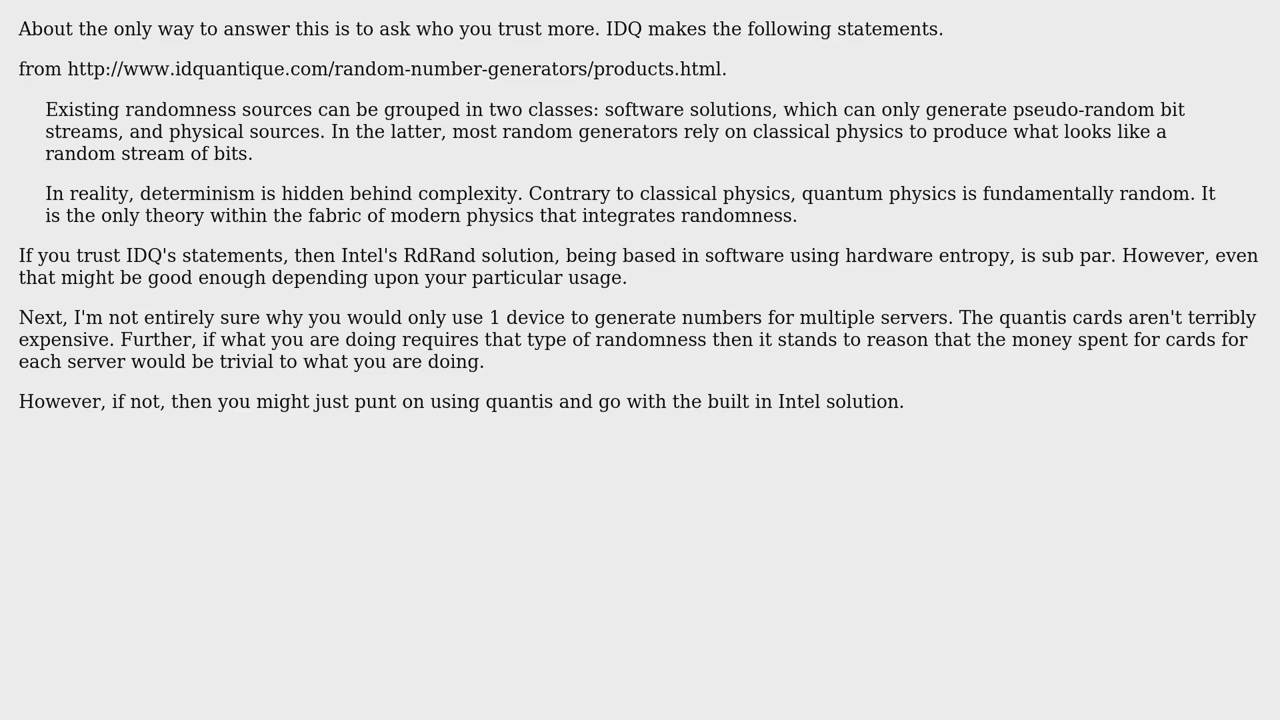 About the only way to answer this is to ask who you trust more. IDQ makes the following statements.
from http://www.idquantique.com/random-number-generators/products.html.
Existing randomness sources can be grouped in two classes: software solutions, which can only generate pseudo-random bit
streams, and physical sources. In the latter, most random generators rely on classical physics to produce what looks like a
random stream of bits.
In reality, determinism is hidden behind complexity. Contrary to classical physics, quantum physics is fundamentally random. It
is the only theory within the fabric of modern physics that integrates randomness.
If you trust IDQ's statements, then Intel's RdRand solution, being based in software using hardware entropy, is sub par. However, even
that might be good enough depending upon your particular usage.
Next, I'm not entirely sure why you would only use 1 device to generate numbers for multiple servers. The quantis cards aren't terribly
expensive. Further, if what you are doing requires that type of randomness then it stands to reason that the money spent for cards for
each server would be trivial to what you are doing.
However, if not, then you might just punt on using quantis and go with the built in Intel solution.